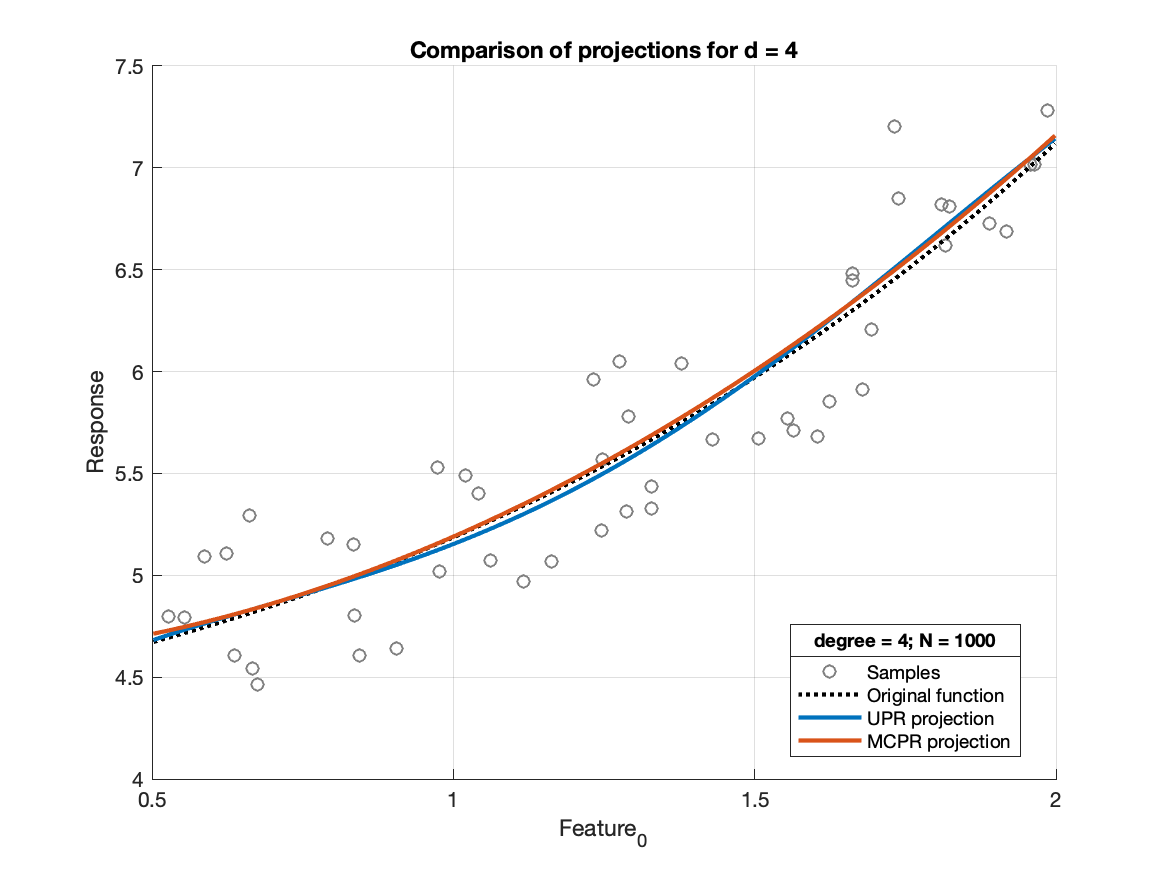 Comparison of projections for d = 4
7.5
7
6.5
6
5.5
5
4.5
4
Response
0.5
1
1.5
2
Feature0
degree = 4; N = 1000
Samples
Original function
UPR projection
MCPR projection